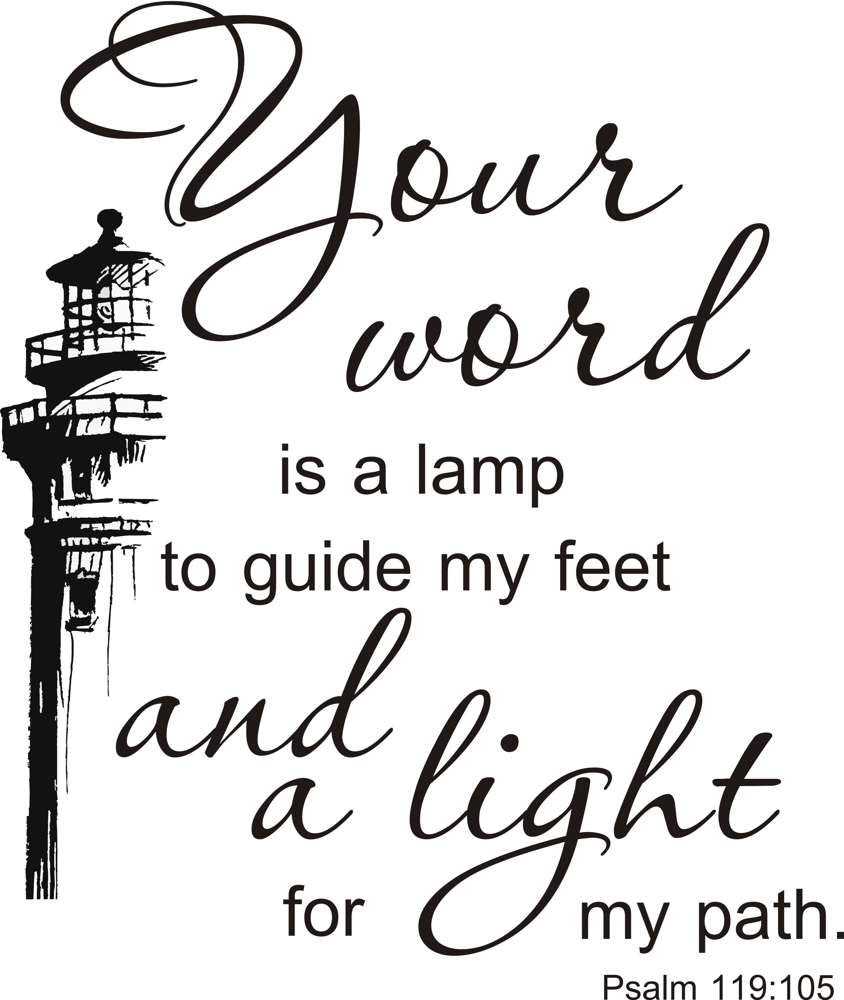 Your
word
is a lamp
to guide my feet
and
a light
for my path.
Psalm 119:105